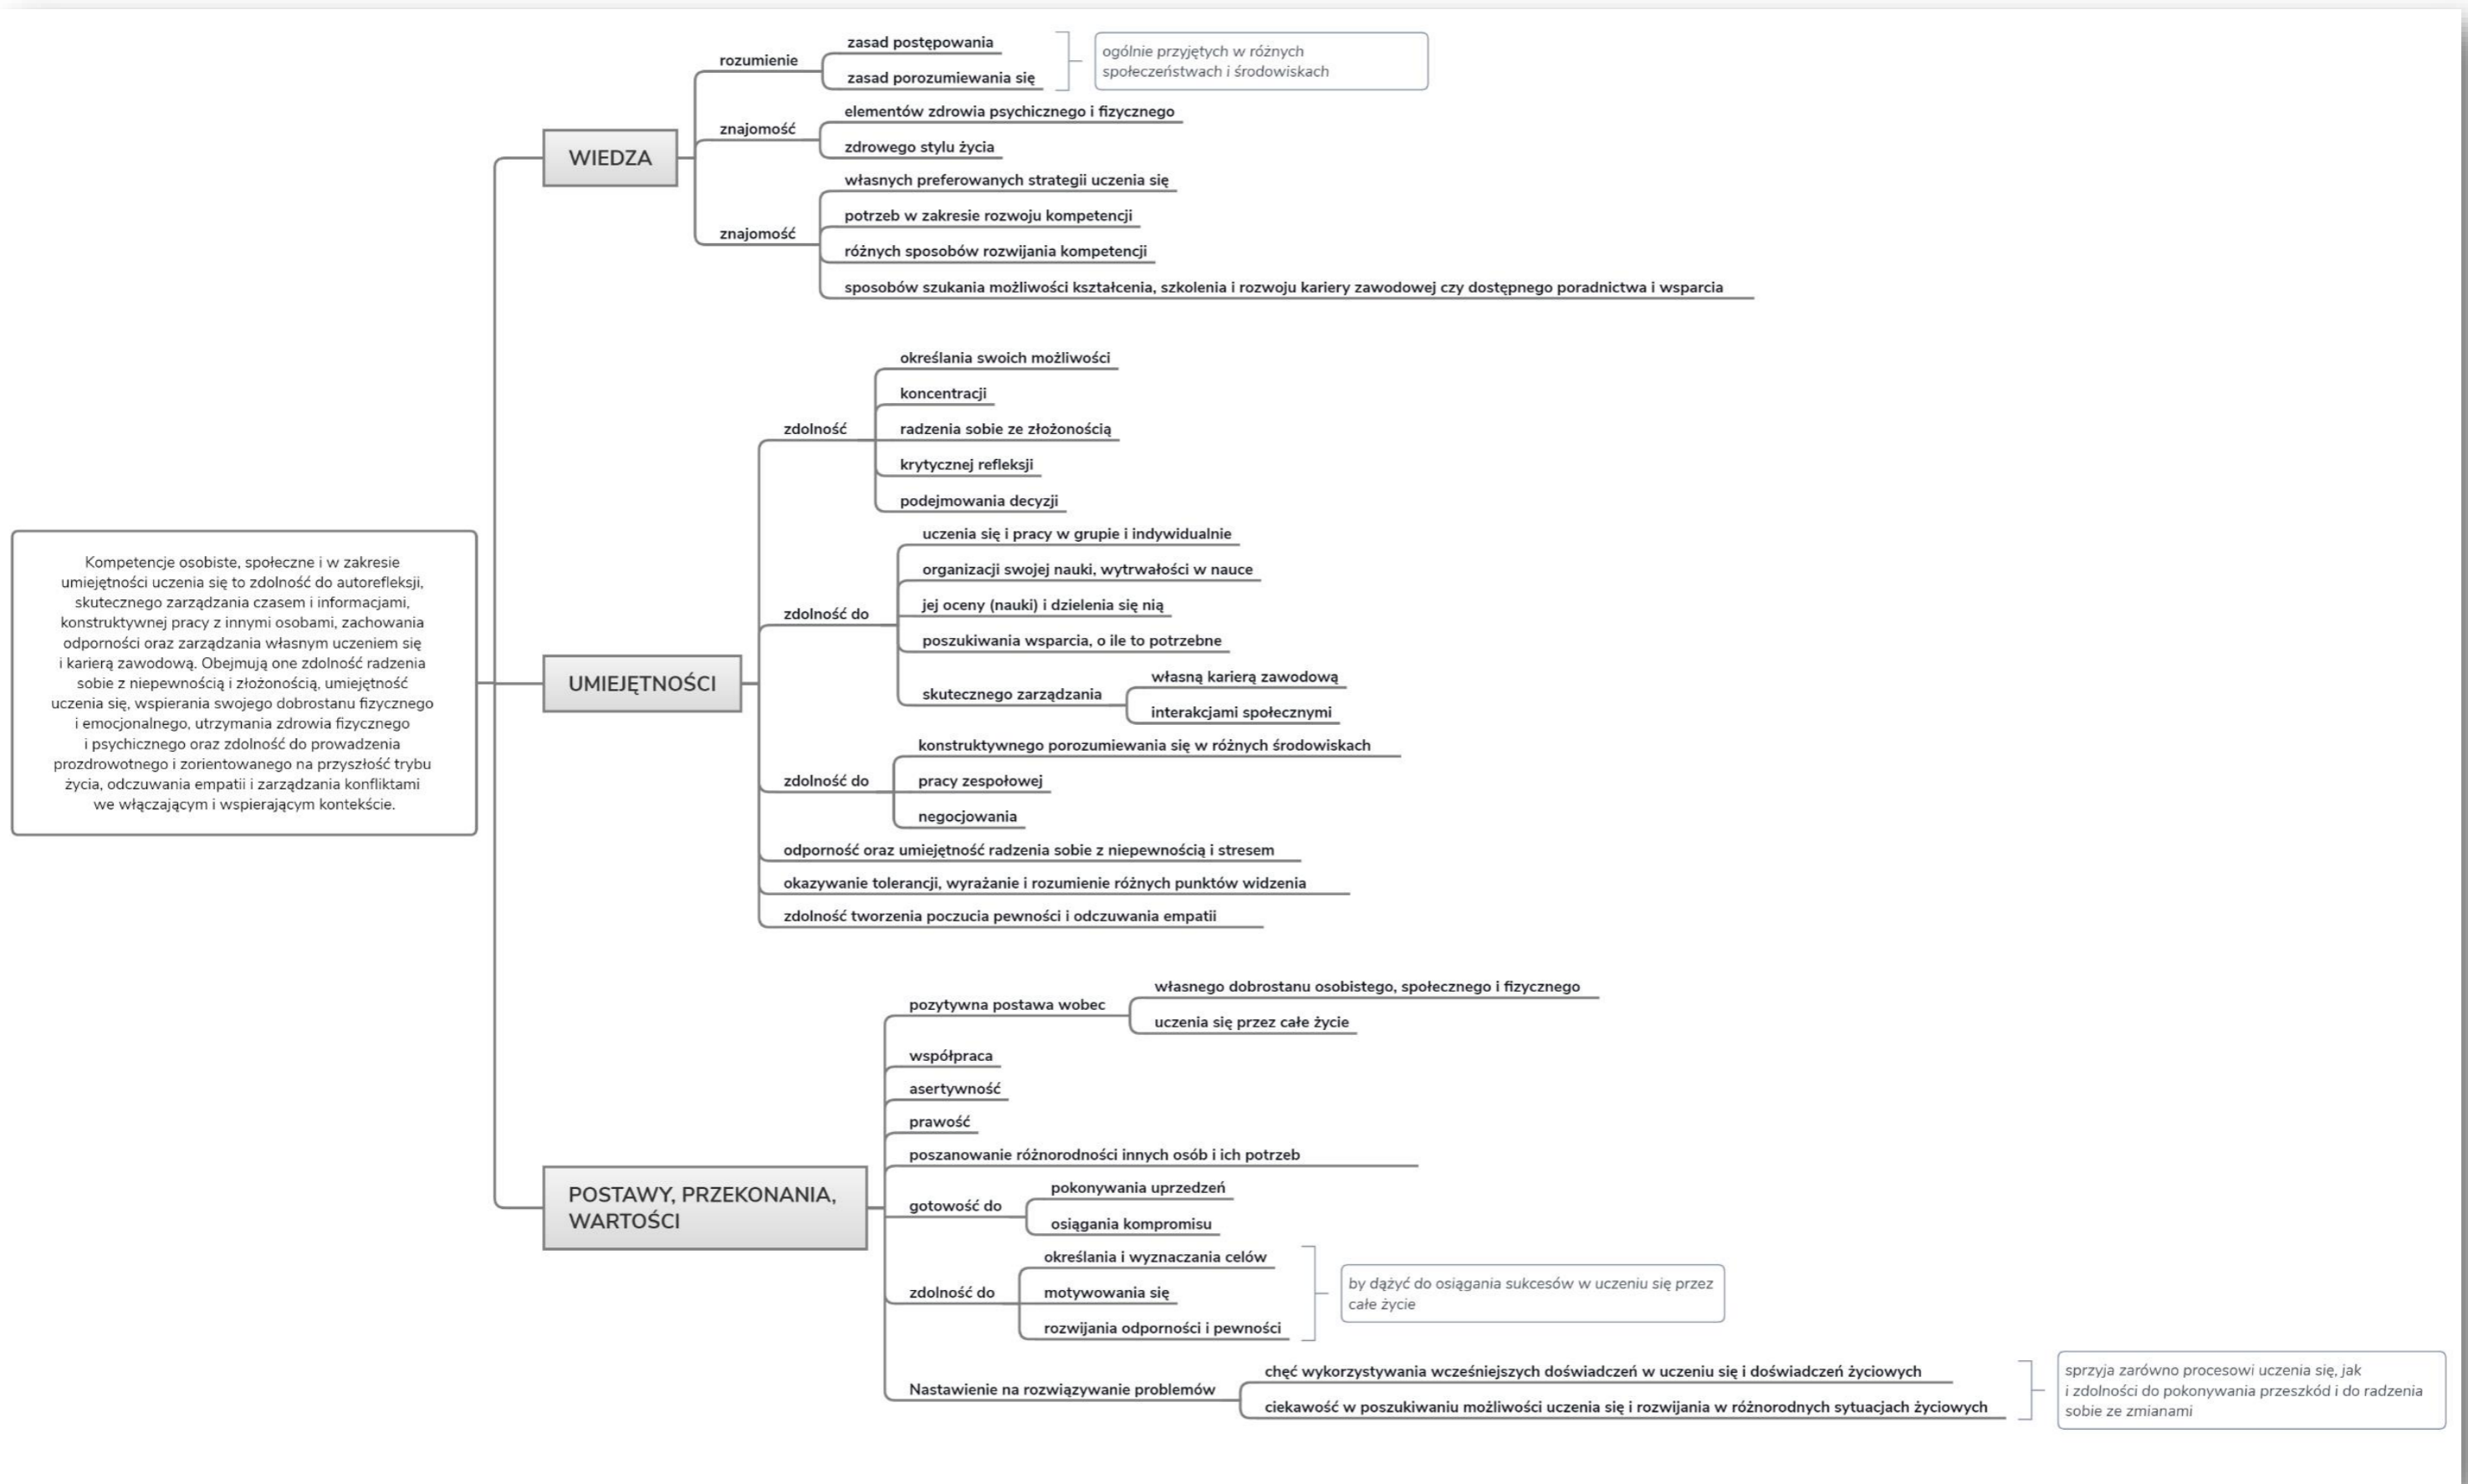 Kompetencje osobiste, społeczne i w zakresie
umiejętności uczenia się to zdolność do autorefleksji,
skutecznego zarządzania czasem i informacjami,
konstruktywnej pracy z innymi osobami, zachowania
odporności oraz zarządzania własnym uczeniem się
i karierą zawodową. Obejmują one zdolność radzenia
sobie z niepewnością i złożonością, umiejętność
uczenia się, wspierania swojego dobrostanu fizycznego
i emocjonalnego, utrzymania zdrowia fizycznego
i psychicznego oraz zdolność do prowadzenia
prozdrowotnego i zorientowanego na przyszłość trybu
życia, odczuwania empatii i zarządzania konfliktami
we włączającym i wspierającym kontekście.
WIEDZA
rozumienie
zasad postępowania
zasad porozumiewania się
ogólnie przyjętych w różnych
społeczeństwach i środowiskach
znajomość
elementów zdrowia psychicznego i fizycznego
zdrowego stylu życia
znajomość
własnych preferowanych strategii uczenia się
potrzeb w zakresie rozwoju kompetencji
różnych sposobów rozwijania kompetencji
sposobów szukania możliwości kształcenia, szkolenia i rozwoju kariery zawodowej czy dostępnego poradnictwa i wsparcia
UMIEJĘTNOŚCI
zdolność
określania swoich możliwości
koncentracji
radzenia sobie ze złożonością
krytycznej refleksji
podejmowania decyzji
zdolność do
uczenia się i pracy w grupie i indywidualnie
organizacji swojej nauki, wytrwałości w nauce
jej oceny (nauki) i dzielenia się nią
poszukiwania wsparcia, o ile to potrzebne
skutecznego zarządzania
własną karierą zawodową
interakcjami społecznymi
zdolność do
konstruktywnego porozumiewania się w różnych środowiskach
pracy zespołowej
negocjowania
odporność oraz umiejętność radzenia sobie z niepewnością i stresem
okazywanie tolerancji, wyrażanie i rozumienie różnych punktów widzenia
zdolność tworzenia poczucia pewności i odczuwania empatii
POSTAWY, PRZEKONANIA,
WARTOŚCI
pozytywna postawa wobec
własnego dobrostanu osobistego, społecznego i fizycznego
uczenia się przez całe życie
współpraca
asertywność
prawość
poszanowanie różnorodności innych osób i ich potrzeb
gotowość do
pokonywania uprzedzeń
osiągania kompromisu
zdolność do
określania i wyznaczania celów
motywowania się
rozwijania odporności i pewności
by dążyć do osiągania sukcesów w uczeniu się przez
całe życie
Nastawienie na rozwiązywanie problemów
chęć wykorzystywania wcześniejszych doświadczeń w uczeniu się i doświadczeń życiowych
ciekawość w poszukiwaniu możliwości uczenia się i rozwijania w różnorodnych sytuacjach życiowych
sprzyja zarówno procesowi uczenia się, jak
i zdolności do pokonywania przeszkód i do radzenia
sobie ze zmianami